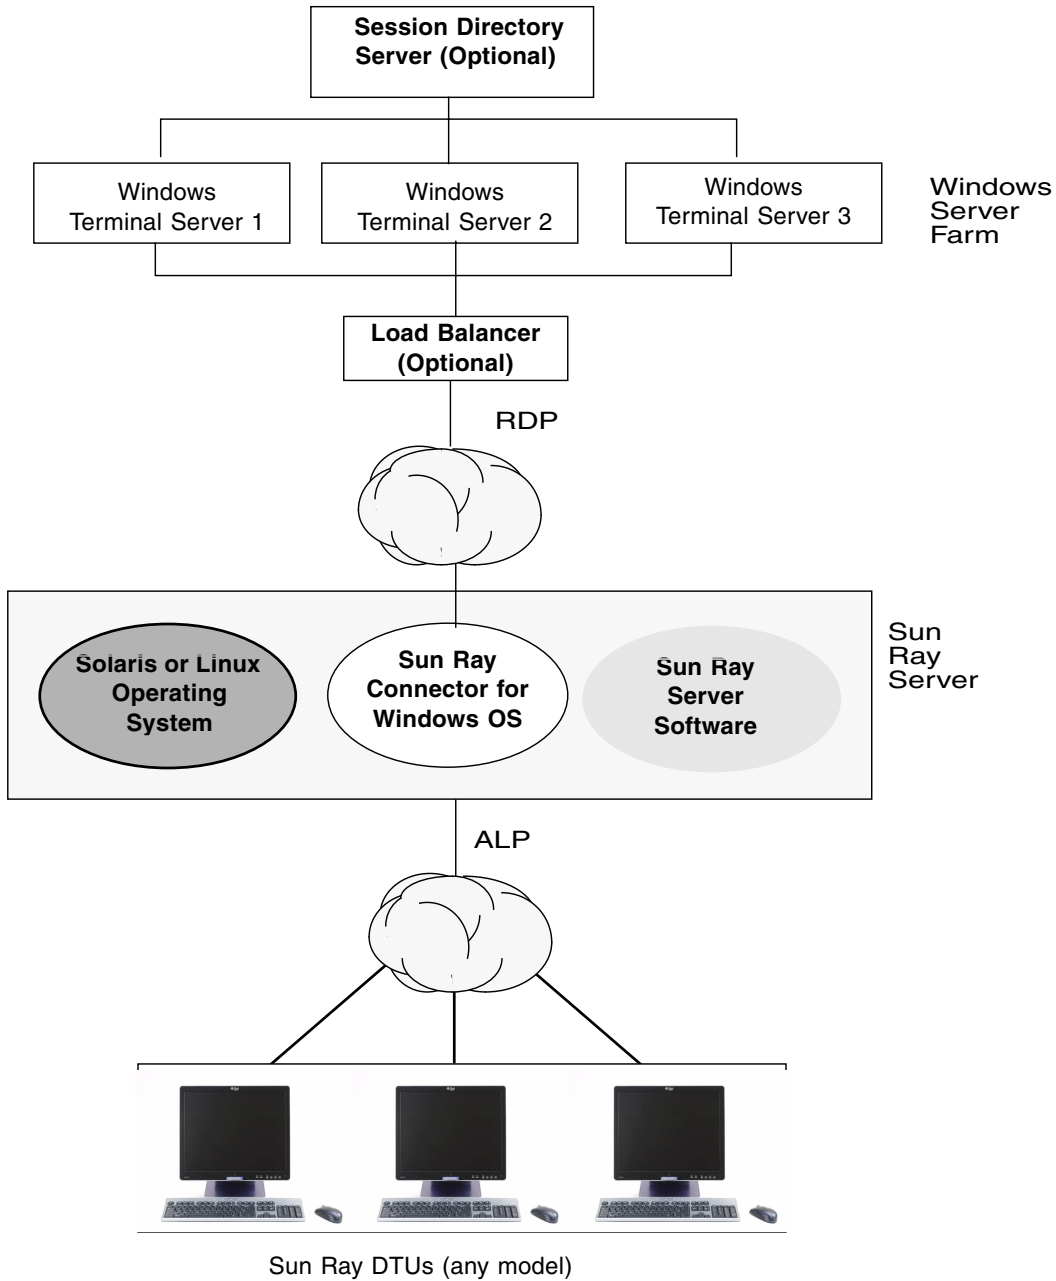 Session Directory
Server (Optional)
Windows
Terminal Server 1
Windows
Terminal Server 2
Windows
Terminal Server 3
Windows
Server
Farm
Load Balancer
(Optional)
RDP
Solaris or Linux
Operating
System
Sun Ray
Connector for
Windows OS
Sun Ray
Server
Software
Sun
Ray
Server
ALP
Sun Ray DTUs (any model)